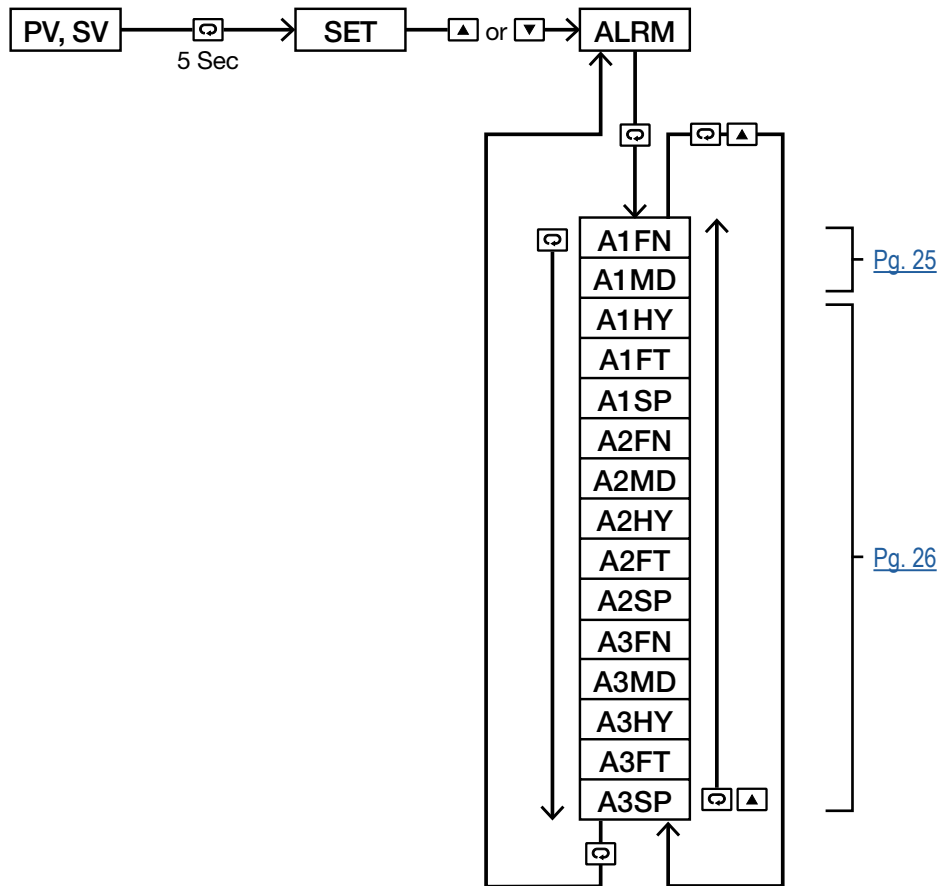 PV, SV
5 Sec
SET
or
ALRM
A1FN
A1MD
A1HY
A1FT
A1SP
A2FN
A2MD
A2HY
A2FT
A2SP
A3FN
A3MD
A3HY
A3FT
A3SP
Pg. 25
Pg. 26